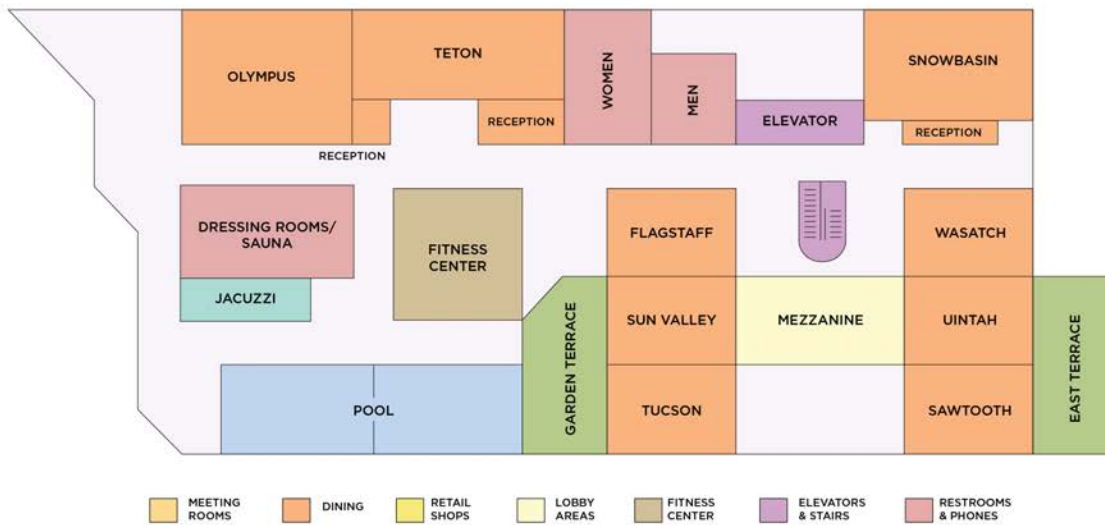 OLYMPUS
TETON
WOMEN
MEN
ELEVATOR
SNOWBASIN
RECEPTION
RECEPTION
RECEPTION
DRESSING ROOMS/
SAUNA
JACUZZI
FITNESS
CENTER
FLAGSTAFF
WASATCH
GARDEN TERRACE
SUN VALLEY
MEZZANINE
UINTAH
EAST TERRACE
POOL
TUCSON
SAWTOOTH
MEETING
ROOMS
DINING
RETAIL
SHOPS
LOBBY
AREAS
FITNESS
CENTER
ELEVATORS
& STAIRS
RESTROOMS
& PHONES